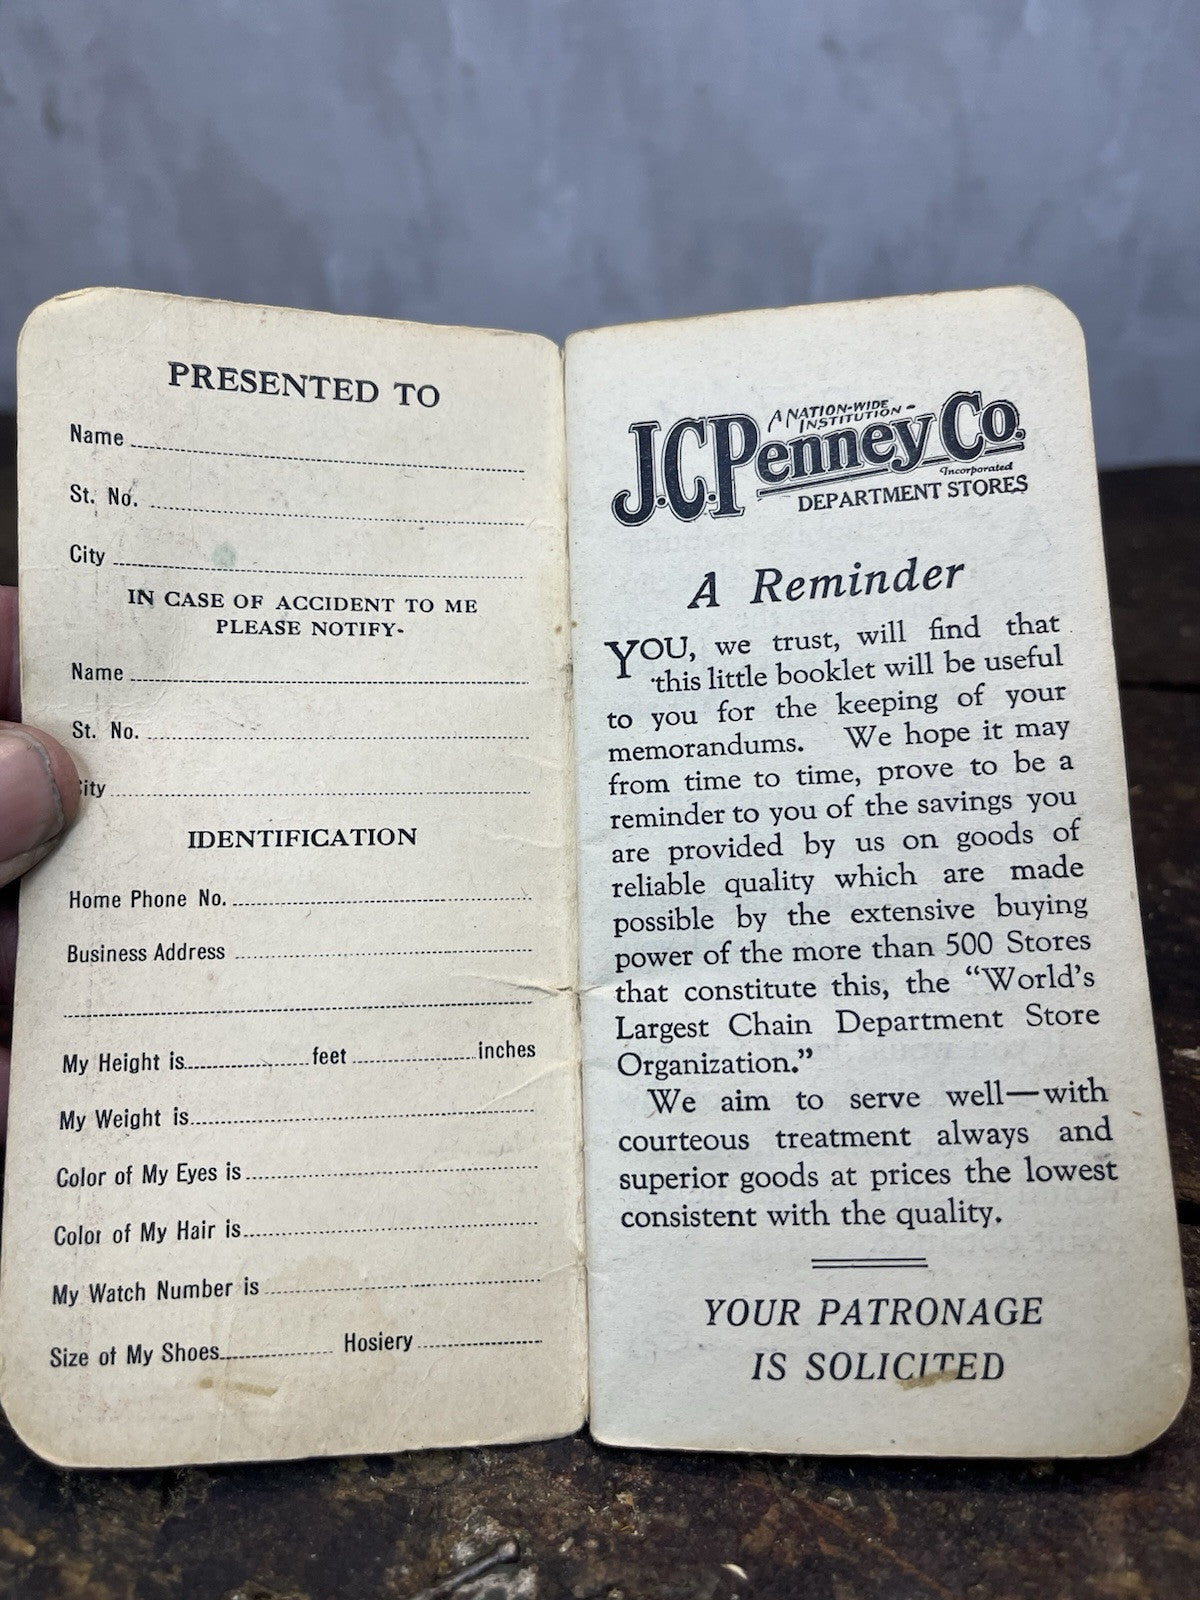 PRESENTED TO
Name
St. No.
City
IN CASE OF ACCIDENT TO ME
PLEASE NOTIFY-
Name
St. No.
City
IDENTIFICATION
Home Phone No.
Business Address
My Height is feet inches
My Weight is
Color of My Eyes is
Color of My Hair is
My Watch Number is
Size of My Shoes Hosiery
A NATION-WIDE
INSTITUTION-
J.C.Penney Co.
Incorporated
DEPARTMENT STORES
A Reminder
YOU, we trust, will find that
this little booklet will be useful
to you for the keeping of your
memorandums. We hope it may
from time to time, prove to be a
reminder to you of the savings you
are provided by us on goods of
reliable quality which are made
possible by the extensive buying
power of the more than 500 Stores
that constitute this, the “World’s
Largest Chain Department Store
Organization.”
We aim to serve well—with
courteous treatment always and
superior goods at prices the lowest
consistent with the quality.
YOUR PATRONAGE
IS SOLICITED